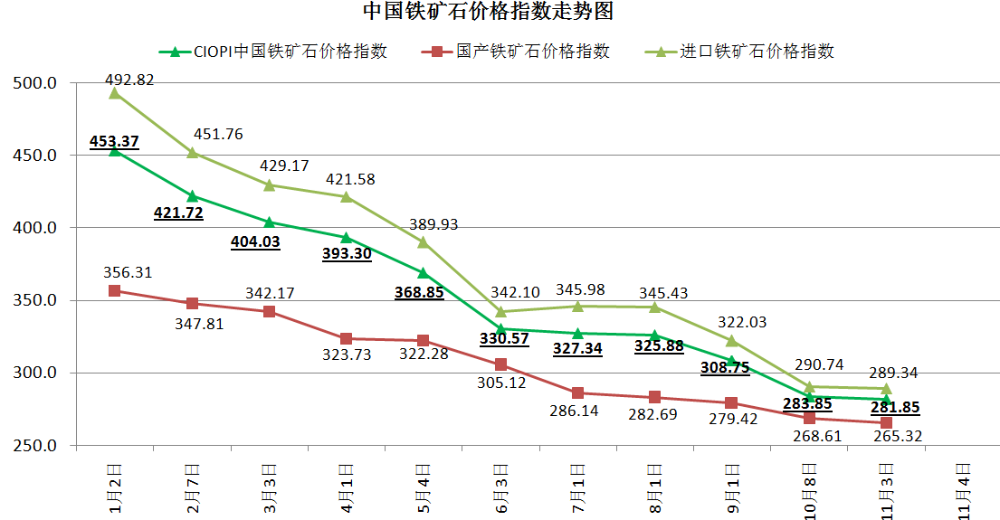 中国铁矿石价格指数走势图
CIOPI中国铁矿石价格指数 国产铁矿石价格指数 进口铁矿石价格指数
500.0
450.0
400.0
350.0
300.0
250.0
492.82
451.76
429.17
421.58
389.93
342.10
345.98
345.43
322.03
290.74
289.34
453.37
421.72
404.03
393.30
368.85
330.57
327.34
325.88
308.75
283.85
281.85
356.31
347.81
342.17
323.73
322.28
305.12
286.14
282.69
279.42
268.61
265.32
1月2日
2月7日
3月3日
4月1日
5月4日
6月3日
7月1日
8月1日
9月1日
10月8日
11月3日
11月4日